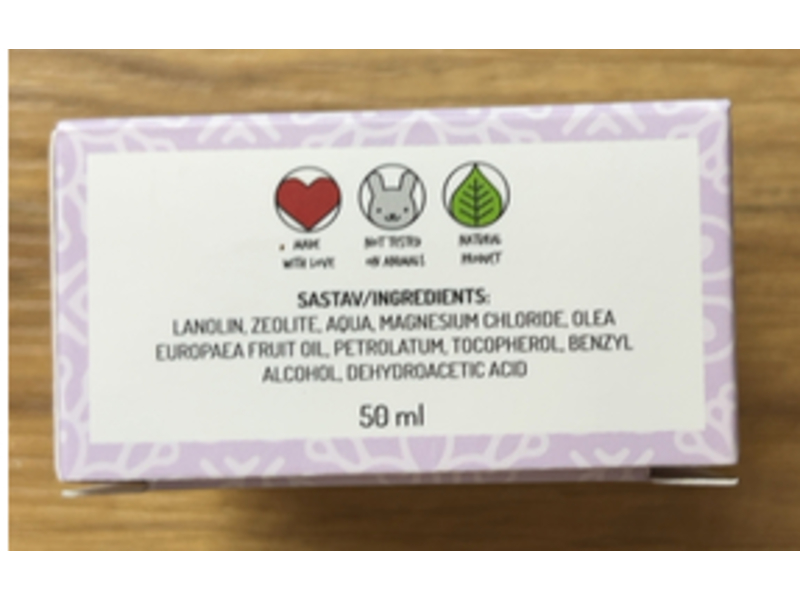 MADE
WITH LOVE
NOT TESTED
ON ANIMALS
NATURAL
PRODUCT
SASTAV/INGREDIENTS:
LANOLIN, ZEOLITE, AQUA, MAGNESIUM CHLORIDE, OLEA
EUROPAEA FRUIT OIL, PETROLATUM, TOCOPHEROL, BENZYL
ALCOHOL, DEHYDROACETIC ACID
50 ml